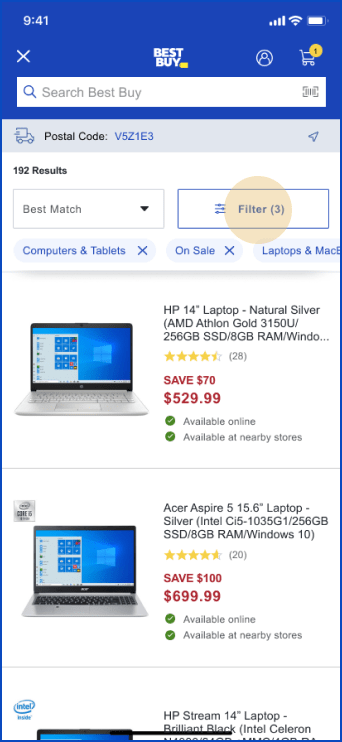 9:41
BEST
BUY
1
Search Best Buy
Postal Code: V5Z1E3
192 Results
Best Match
Filter (3)
Computers & Tablets
On Sale
Laptops & MacB
HP 14” Laptop - Natural Silver
(AMD Athlon Gold 3150U/
256GB SSD/8GB RAM/Windo...
(28)
SAVE $70
$529.99
Available online
Available at nearby stores
intel
CORE i5
Acer Aspire 5 15.6” Laptop -
Silver (Intel Ci5-1035G1/256GB
SSD/8GB RAM/Windows 10)
(20)
SAVE $100
$699.99
Available online
Available at nearby stores
intel
inside
HP Stream 14” Laptop -
Brilliant Black (Intel Celeron